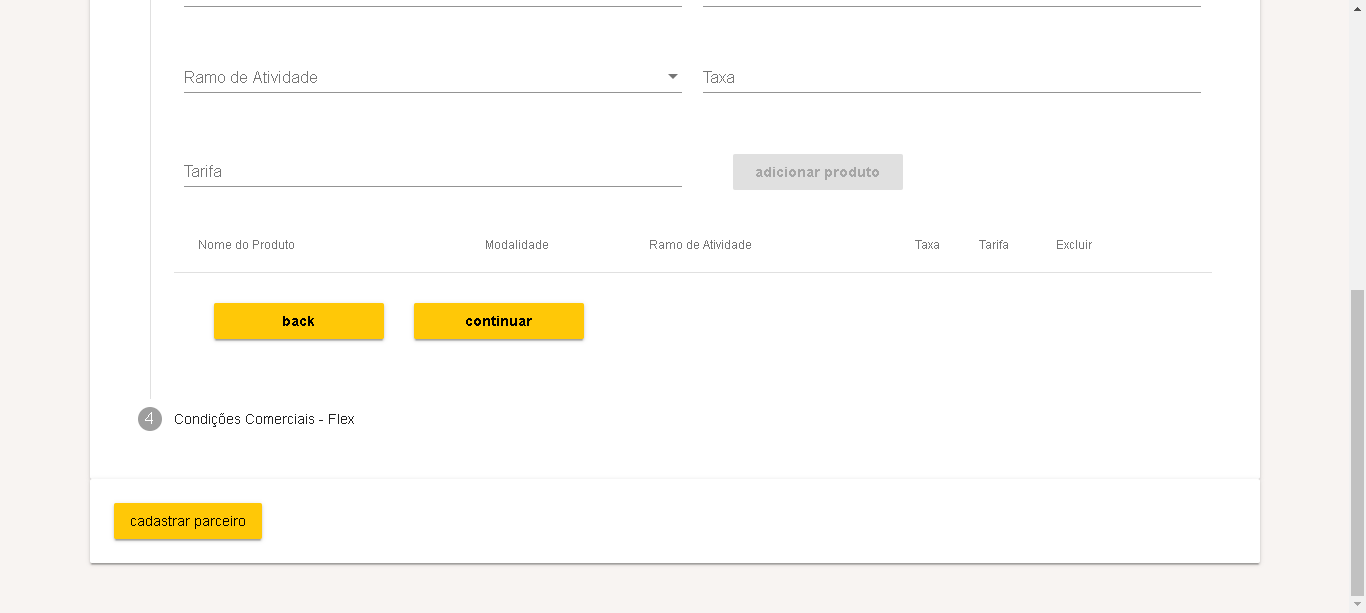 Ramo de Atividade Taxa
Tarifa adicionar produto
Nome do Produto Modalidade Ramo de Atividade Taxa Tarifa Excluir
back continuar
4 Condições Comerciais - Flex
cadastrar parceiro